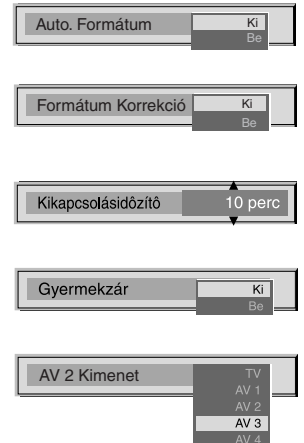 Auto. Formátum Ki
Be
Formátum Korrekció Ki
Be
Kikapcsolásidôzítô 10 perc
Gyermekzár Ki
Be
AV 2 Kimenet TV
AV 1
AV 2
AV 3
AV 4